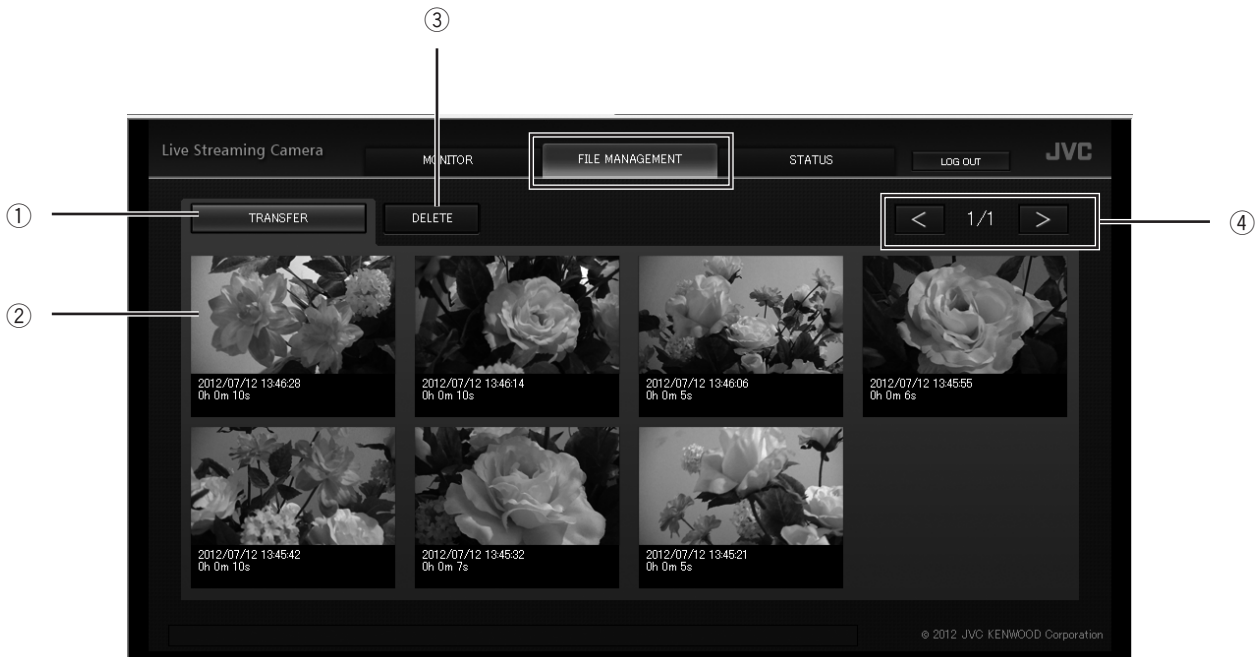 ③
Live Streaming Camera
MONITOR
FILE MANAGEMENT
STATUS
LOG OUT
JVC
①
TRANSFER
DELETE
< 1/1 >
④
②
2012/07/12 13:46:28
0h 0m 10s
2012/07/12 13:46:14
0h 0m 10s
2012/07/12 13:46:06
0h 0m 5s
2012/07/12 13:45:55
0h 0m 6s
2012/07/12 13:45:42
0h 0m 10s
2012/07/12 13:45:32
0h 0m 7s
2012/07/12 13:45:21
0h 0m 5s
© 2012 JVC KENWOOD Corporation